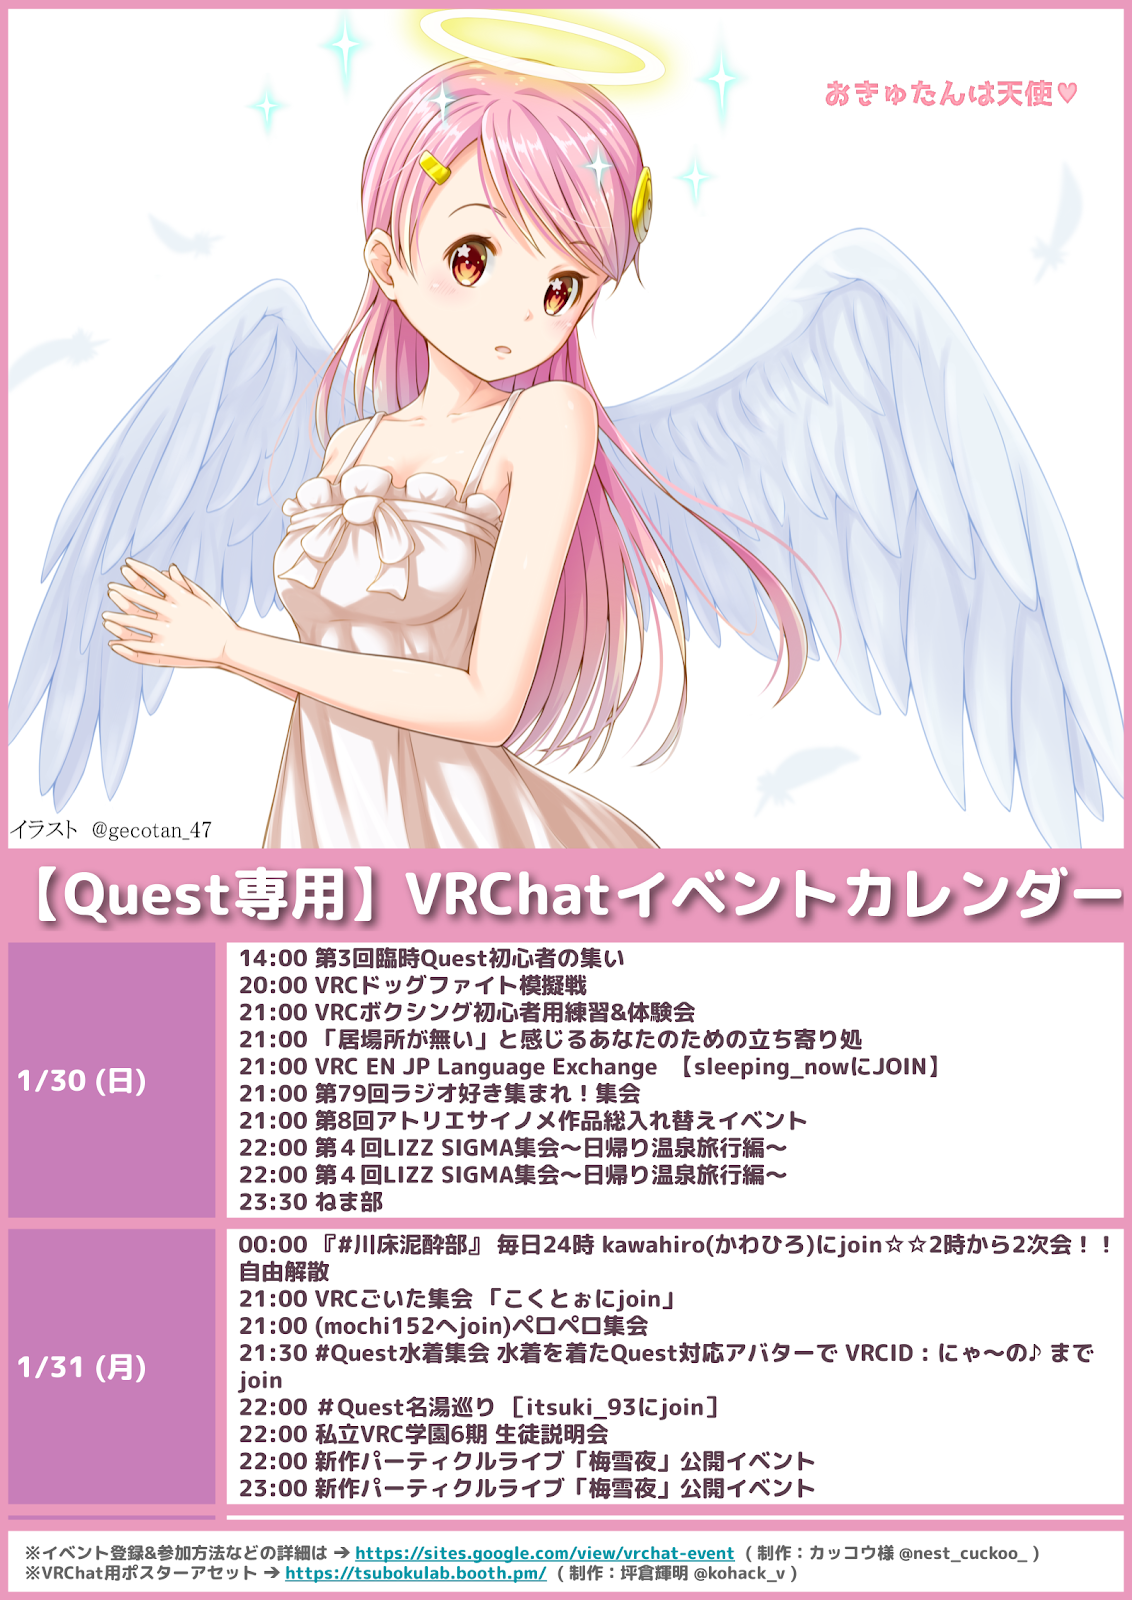 おきゅたんは天使♥
イラスト @gecotan_47
【Quest専用】VRChatイベントカレンダー
1/30 (日)
14:00 第3回臨時Quest初心者の集い
20:00 VRCドッグファイト模擬戦
21:00 VRCボクシング初心者用練習&体験会
21:00 「居場所が無い」と感じるあなたのための立ち寄り処
21:00 VRC EN JP Language Exchange 【sleeping_nowにJOIN】
21:00 第79回ラジオ好き集まれ！集会
21:00 第8回アトリエサイノメ作品総入れ替えイベント
22:00 第４回LIZZ SIGMA集会～日帰り温泉旅行編～
22:00 第４回LIZZ SIGMA集会～日帰り温泉旅行編～
23:30 ねま部
1/31 (月)
00:00 『#川床泥酔部』 毎日24時 kawahiro(かわひろ)にjoin☆☆2時から2次会！！
自由解散
21:00 VRCごいた集会 「こくとぉにjoin」
21:00 (mochi152へjoin)ペロペロ集会
21:30 #Quest水着集会 水着を着たQuest対応アバターで VRCID：にゃ～の♪ まで
join
22:00 ＃Quest名湯巡り ［itsuki_93にjoin］
22:00 私立VRC学園6期 生徒説明会
22:00 新作パーティクルライブ「梅雪夜」公開イベント
23:00 新作パーティクルライブ「梅雪夜」公開イベント
※イベント登録&参加方法などの詳細は ➔ https://sites.google.com/view/vrchat-event ( 制作：カッコウ様 @nest_cuckoo_ )
※VRChat用ポスターアセット ➔ https://tsubokulab.booth.pm/ ( 制作：坪倉輝明 @kohack_v )